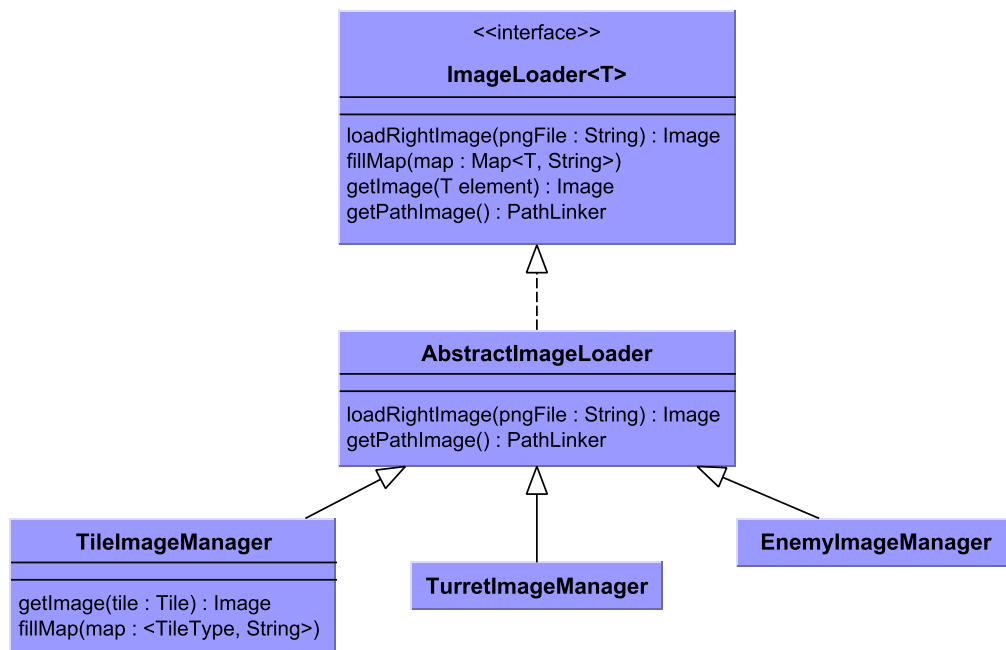 <<interface>>
ImageLoader<T>
loadRightImage(pngFile : String) : Image
fillMap(map : Map<T, String>)
getImage(T element) : Image
getPathImage() : PathLinker
AbstractImageLoader
loadRightImage(pngFile : String) : Image
getPathImage() : PathLinker
TileImageManager
getImage(tile : Tile) : Image
fillMap(map : <TileType, String>)
TurretImageManager
EnemyImageManager